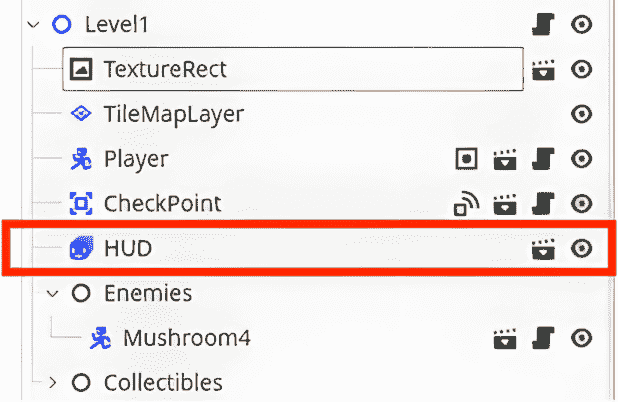 Level1
TextureRect
TileMapLayer
Player
CheckPoint
HUD
Enemies
Mushroom4
Collectibles